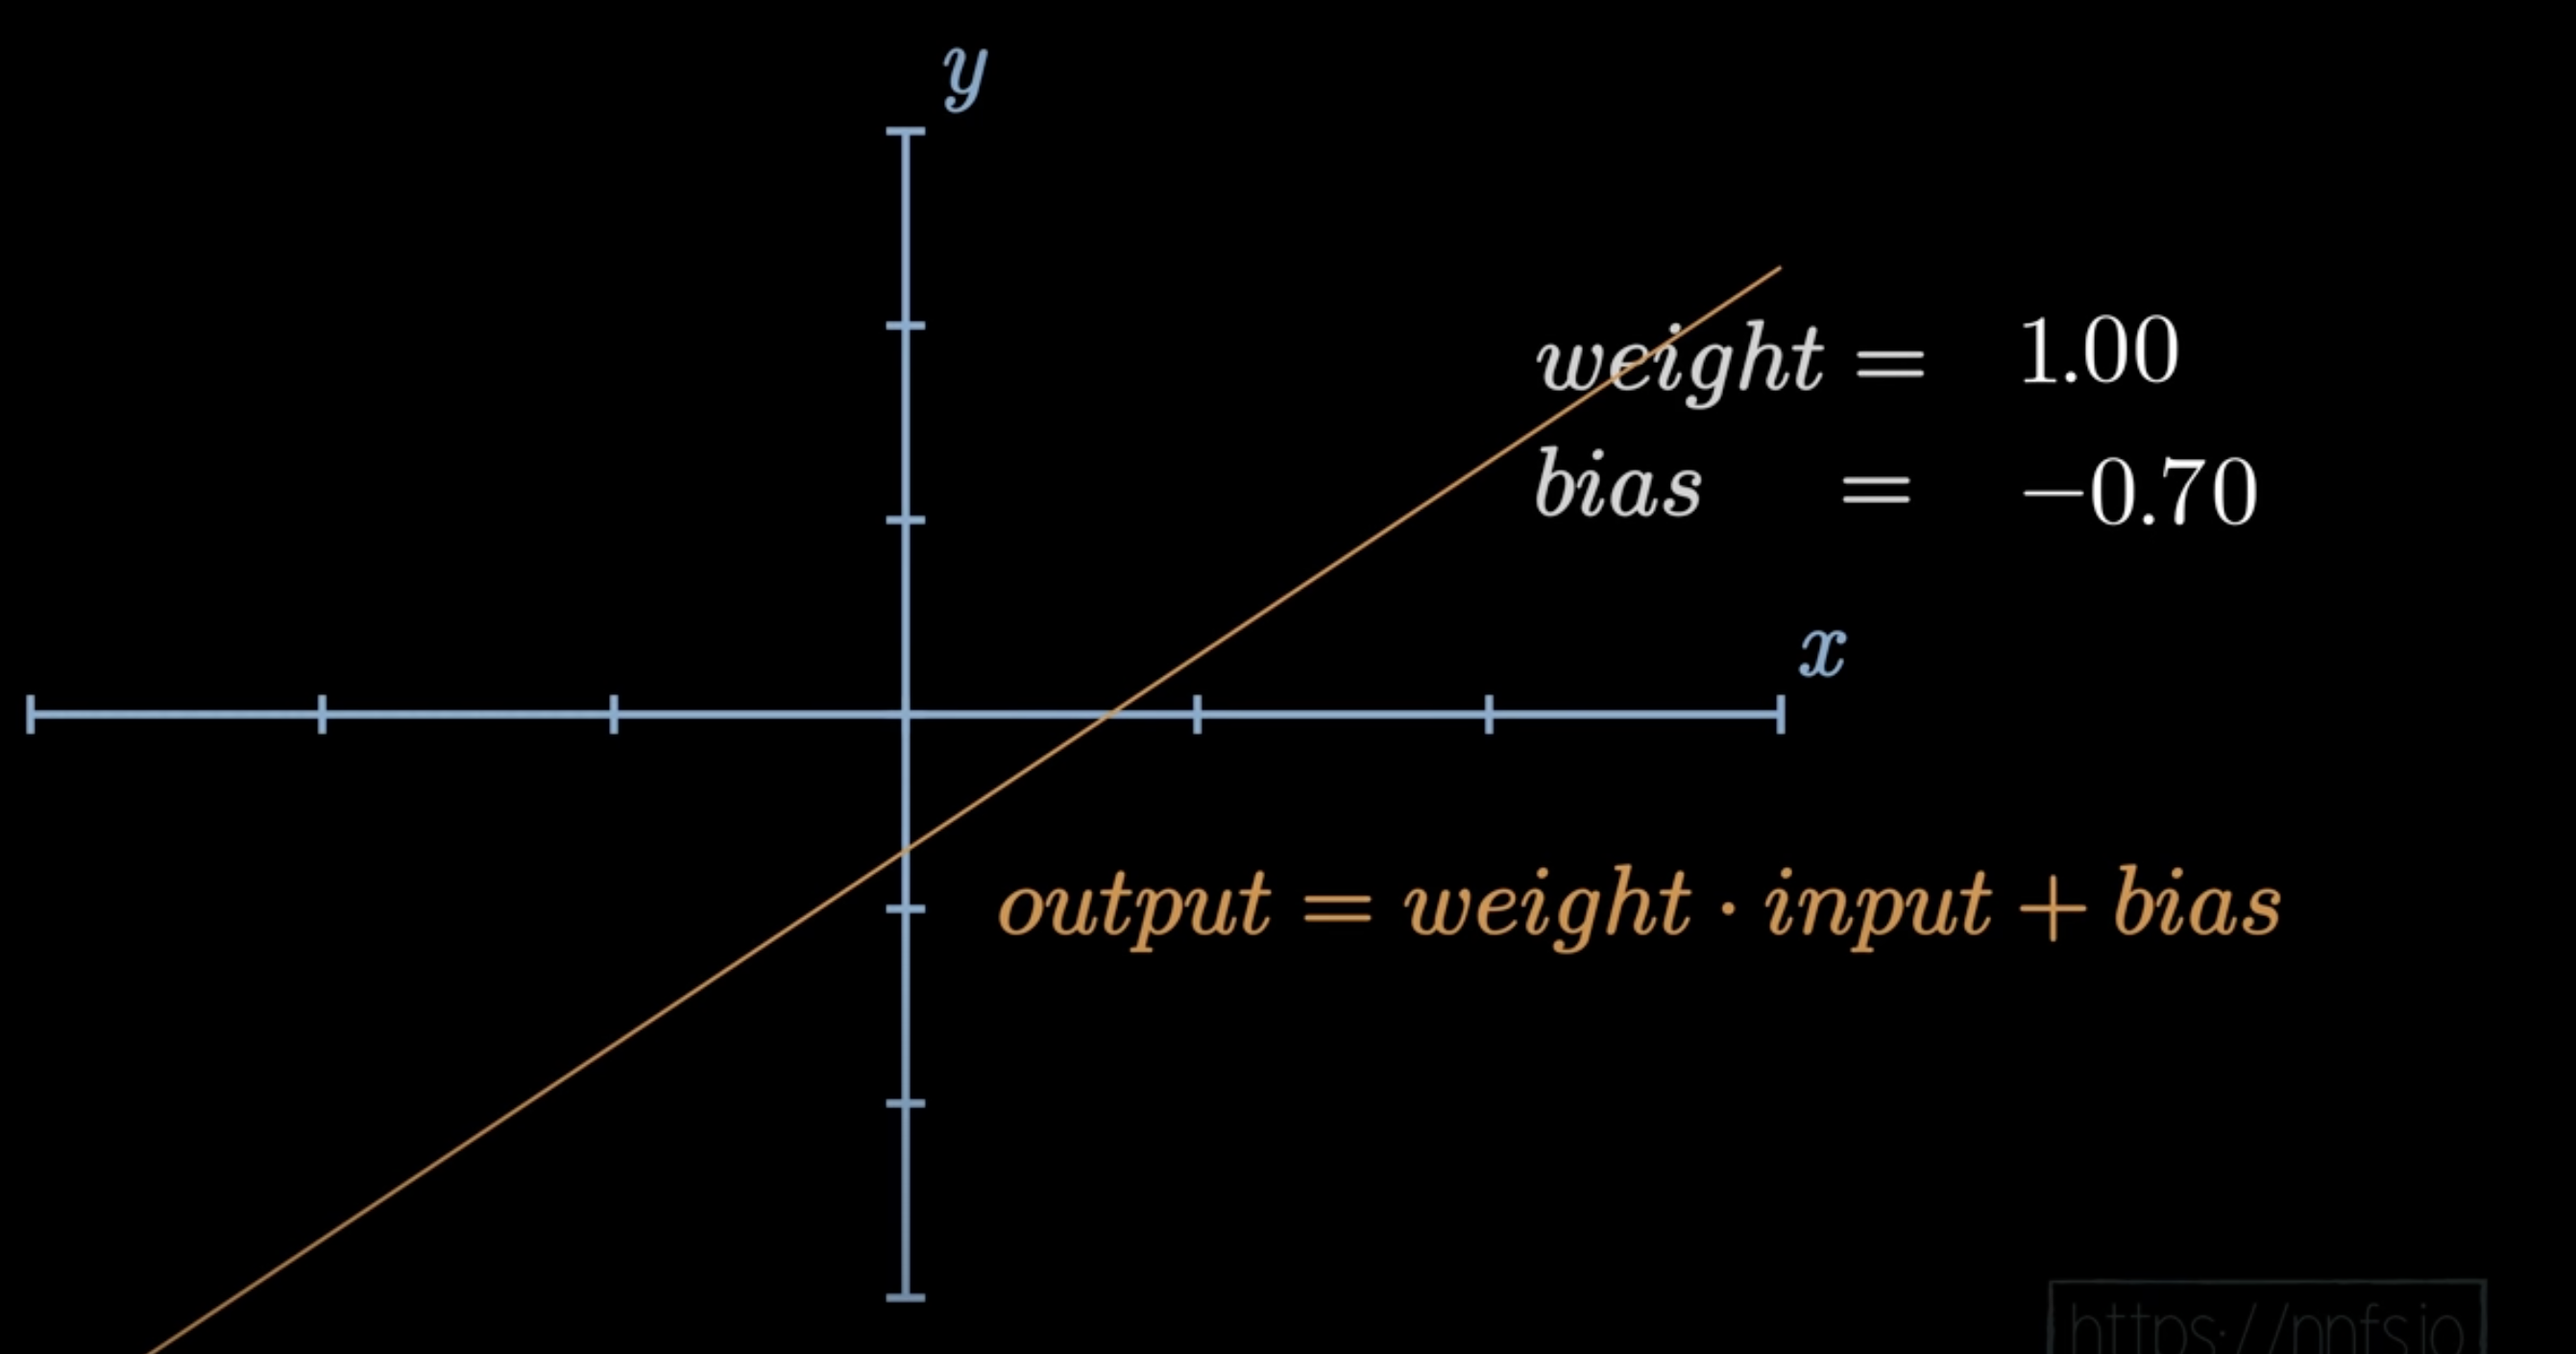 y
weight = 1.00
bias = −0.70
x
output = weight · input + bias
https://nnfs.io